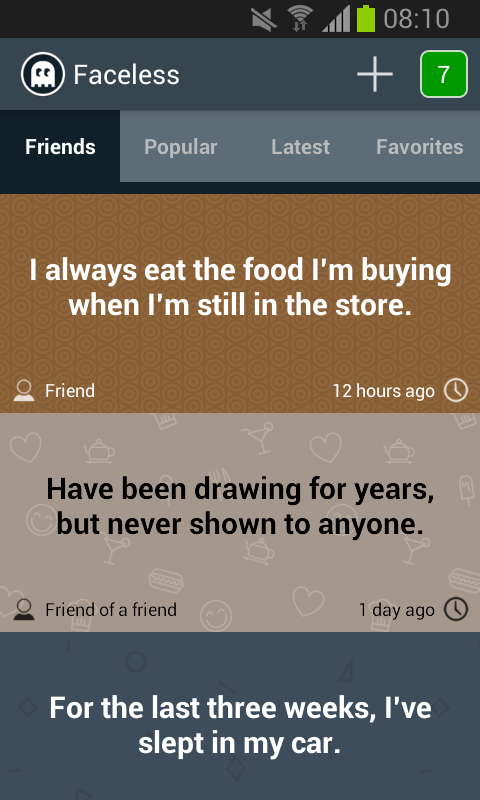 08:10
Faceless
7
Friends Popular Latest Favorites
I always eat the food I'm buying
when I'm still in the store.
Friend 12 hours ago
Have been drawing for years,
but never shown to anyone.
Friend of a friend 1 day ago
For the last three weeks, I've
slept in my car.